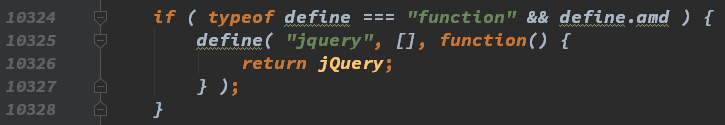 10324 if ( typeof define === "function" && define.amd ) {
10325 define( "jquery", [], function() {
10326 return jQuery;
10327 } );
10328 }